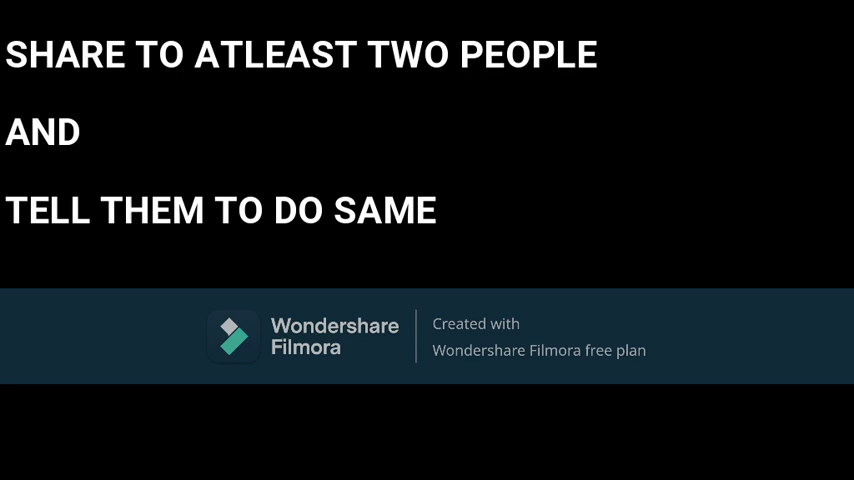 SHARE TO ATLEAST TWO PEOPLE
AND
TELL THEM TO DO SAME
Wondershare
Filmora
Created with
Wondershare Filmora free plan